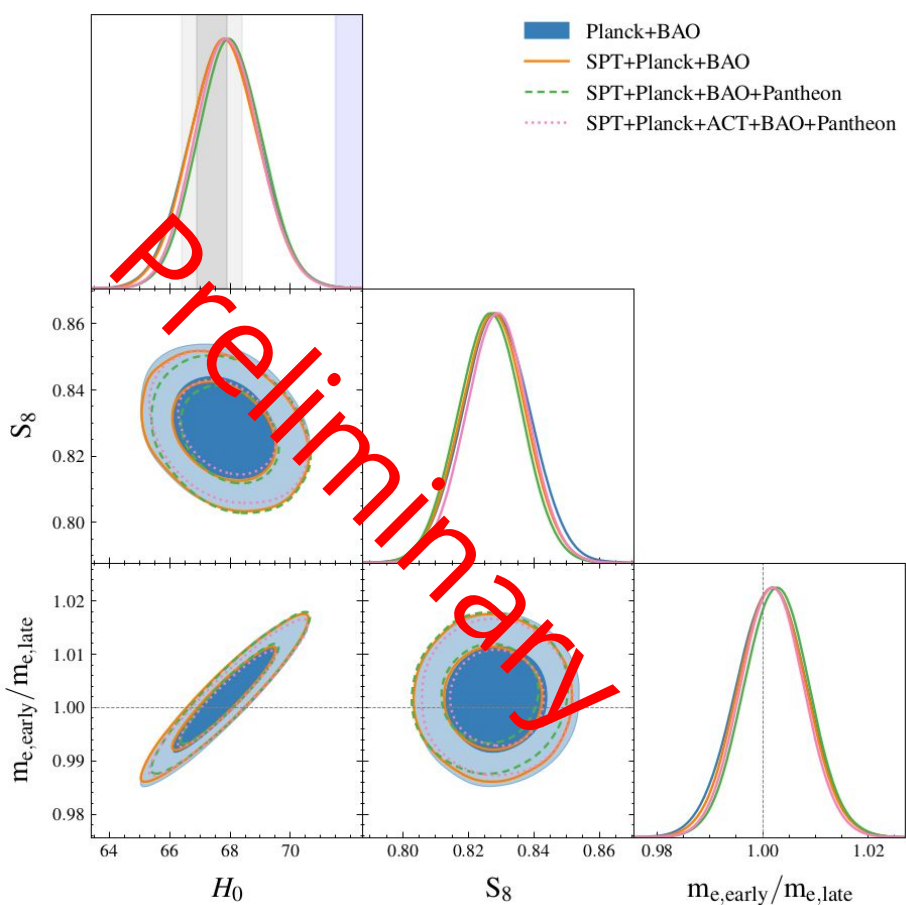 Planck+BAO
SPT+Planck+BAO
SPT+Planck+BAO+Pantheon
SPT+Planck+ACT+BAO+Pantheon
Preliminary
0.86
0.84
0.82
0.80
S₈
1.02
1.01
1.00
0.99
0.98
mₑ,ₑₐᵣₗᵧ/mₑ,ₗₐₜₑ
64 66 68 70
0.80 0.82 0.84 0.86
0.98 1.00 1.02
H₀
S₈
mₑ,ₑₐᵣₗᵧ/mₑ,ₗₐₜₑ